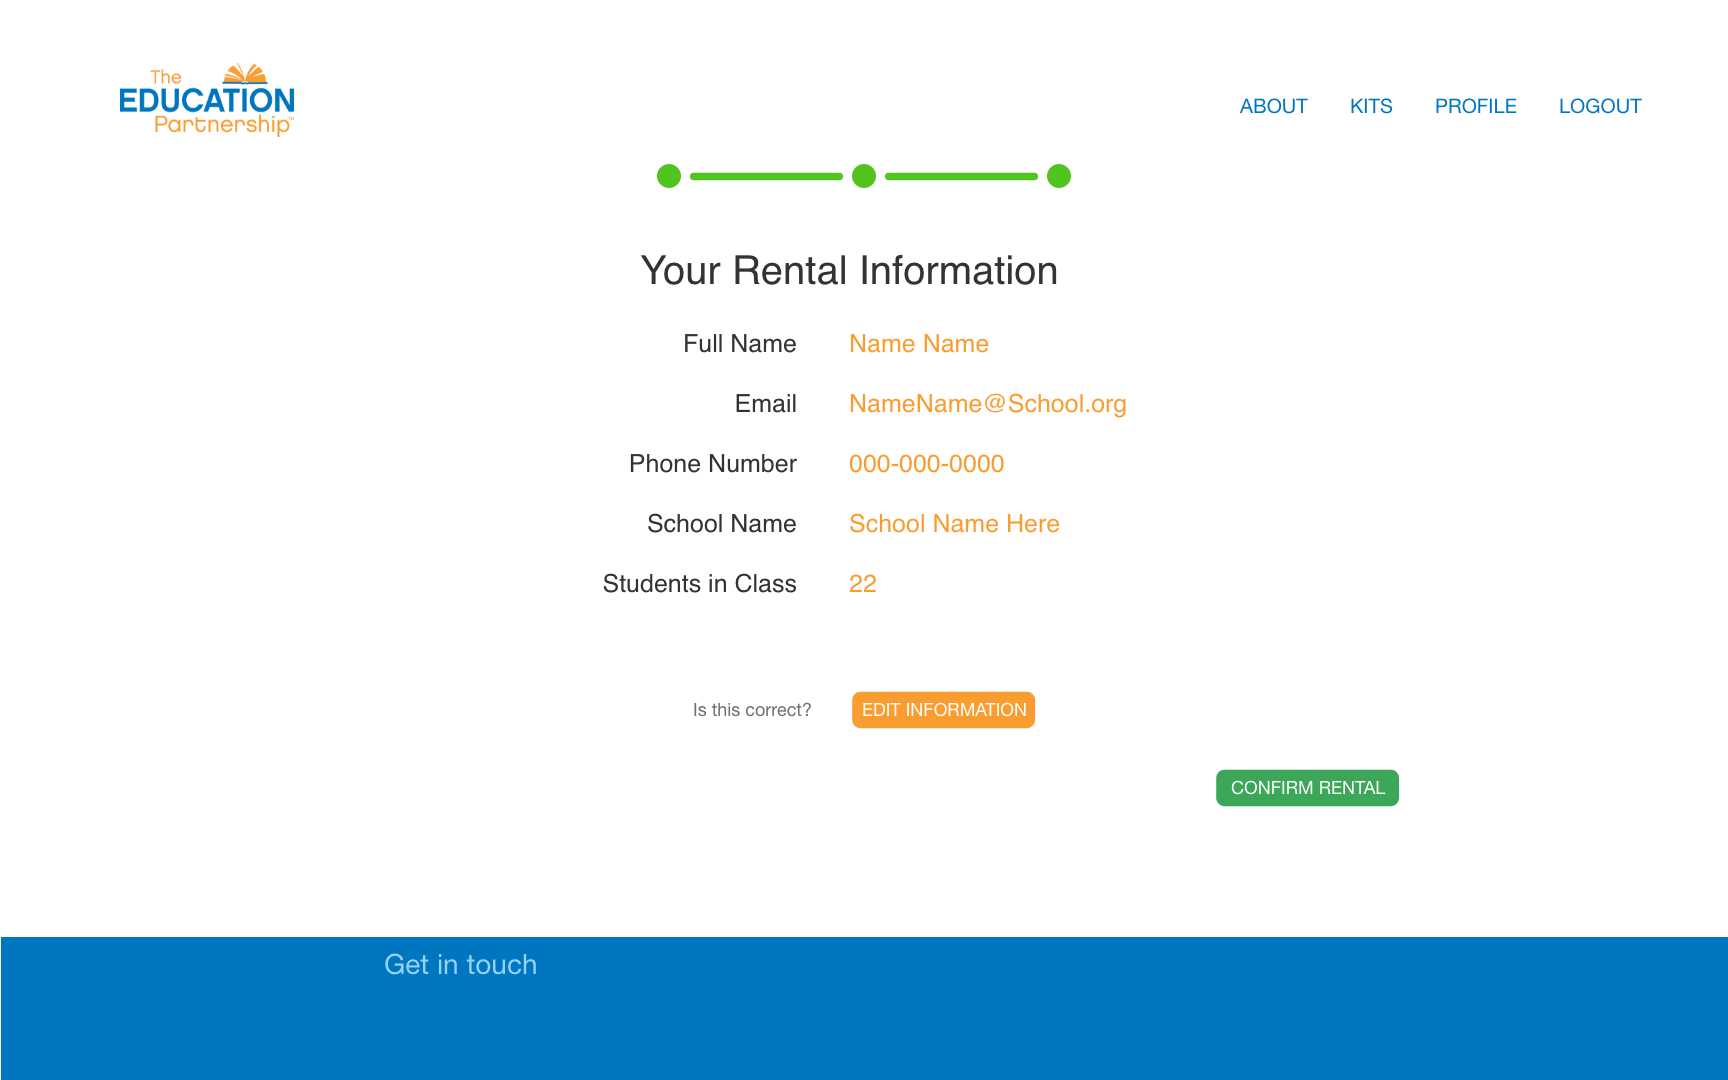 The
EDUCATION
Partnership™
ABOUT KITS PROFILE LOGOUT
Your Rental Information
Full Name Name Name
Email NameName@School.org
Phone Number 000-000-0000
School Name School Name Here
Students in Class 22
Is this correct? EDIT INFORMATION
CONFIRM RENTAL
Get in touch